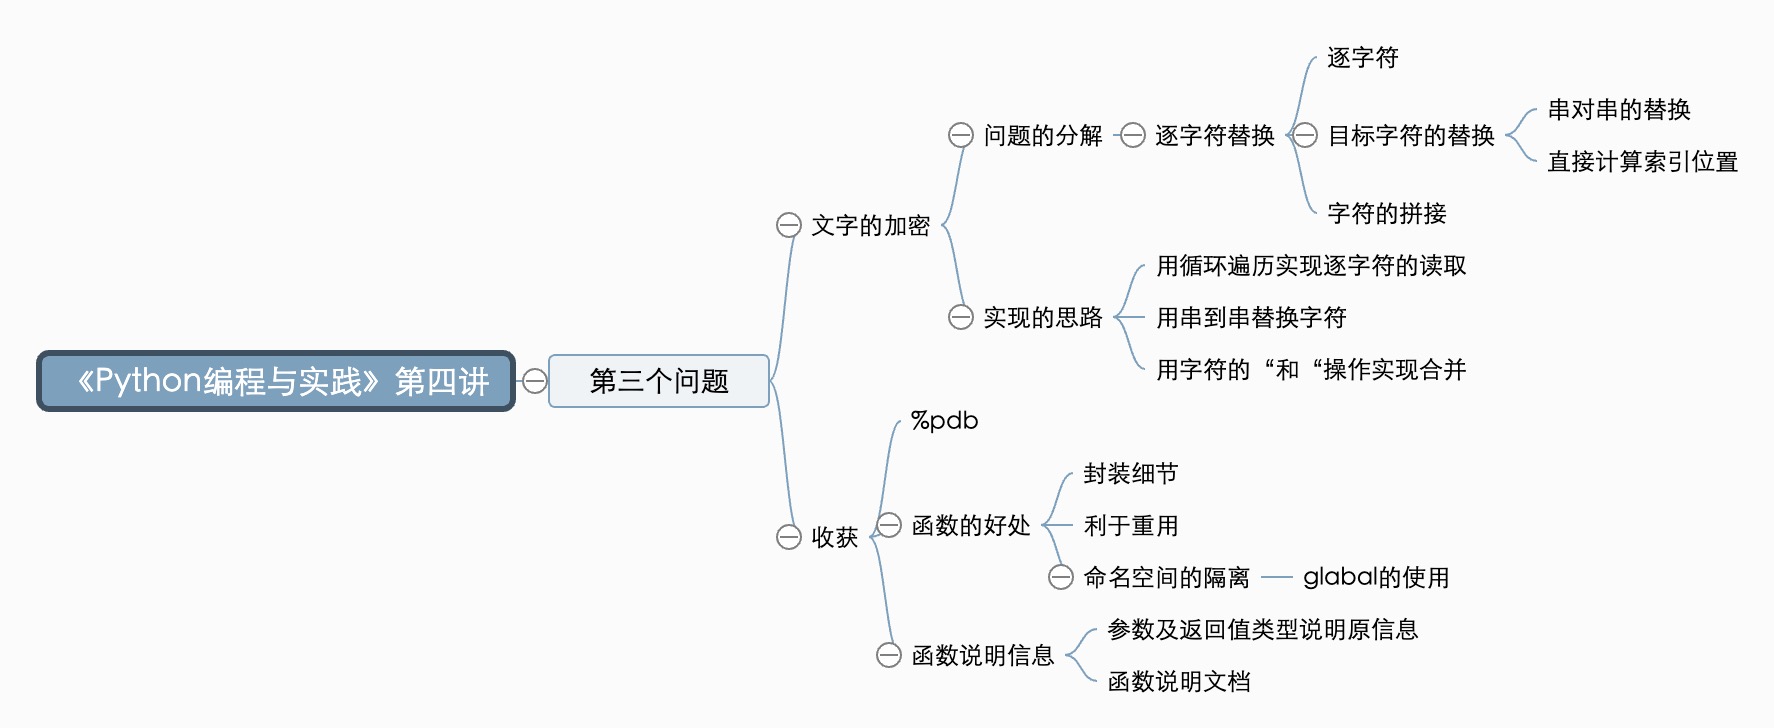 《Python编程与实践》第四讲
第三个问题
文字的加密
问题的分解
逐字符替换
逐字符
目标字符的替换
串对串的替换
直接计算索引位置
字符的拼接
实现的思路
用循环遍历实现逐字符的读取
用串到串替换字符
用字符的“和“操作实现合并
收获
%pdb
函数的好处
封装细节
利于重用
命名空间的隔离
glabal的使用
函数说明信息
参数及返回值类型说明原信息
函数说明文档